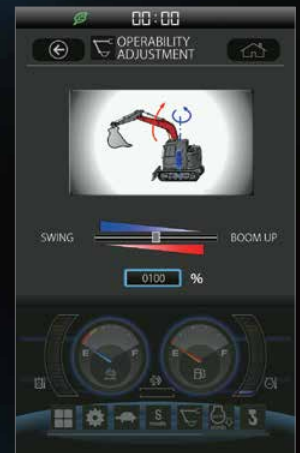 00:00
OPERABILITY
ADJUSTMENT
SWING
BOOM UP
0100 %
E F
E F
S